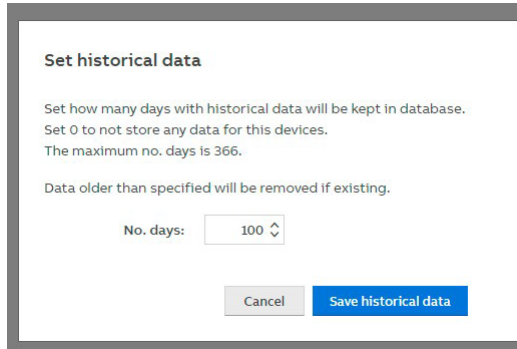 Set historical data
Set how many days with historical data will be kept in database.
Set 0 to not store any data for this devices.
The maximum no. days is 366.
Data older than specified will be removed if existing.
No. days: 100
Cancel Save historical data